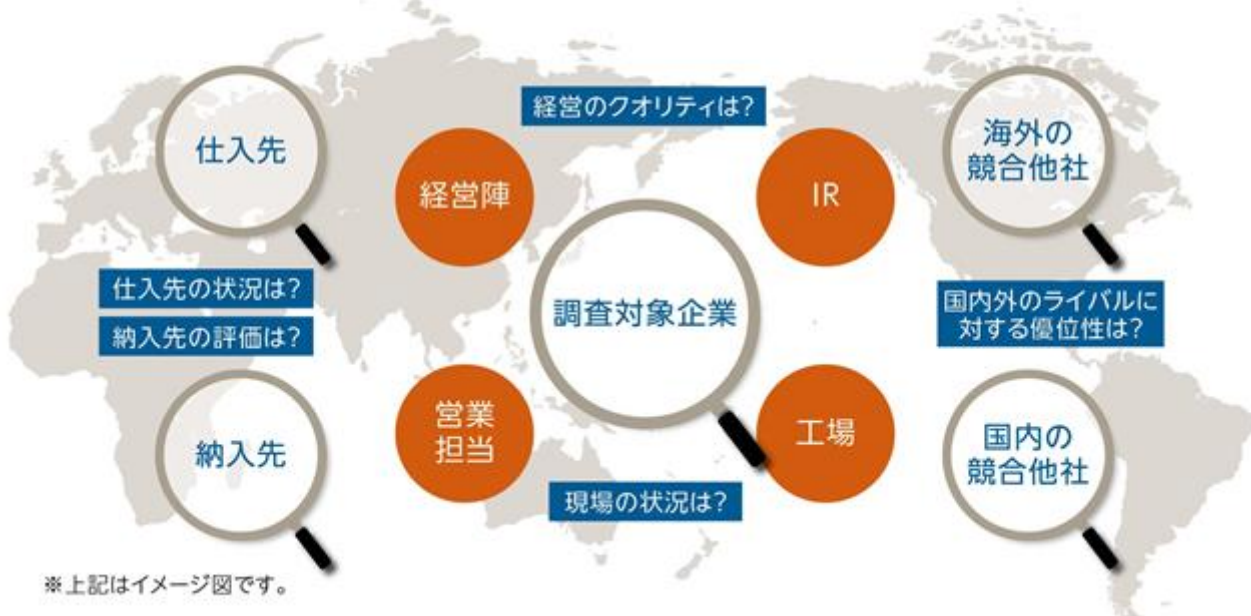 経営のクオリティは?
仕入先
経営陣
IR
海外の
競合他社
仕入先の状況は?
納入先の評価は?
調査対象企業
国内外のライバルに
対する優位性は?
納入先
営業
担当
工場
国内の
競合他社
現場の状況は?
※上記はイメージ図です。